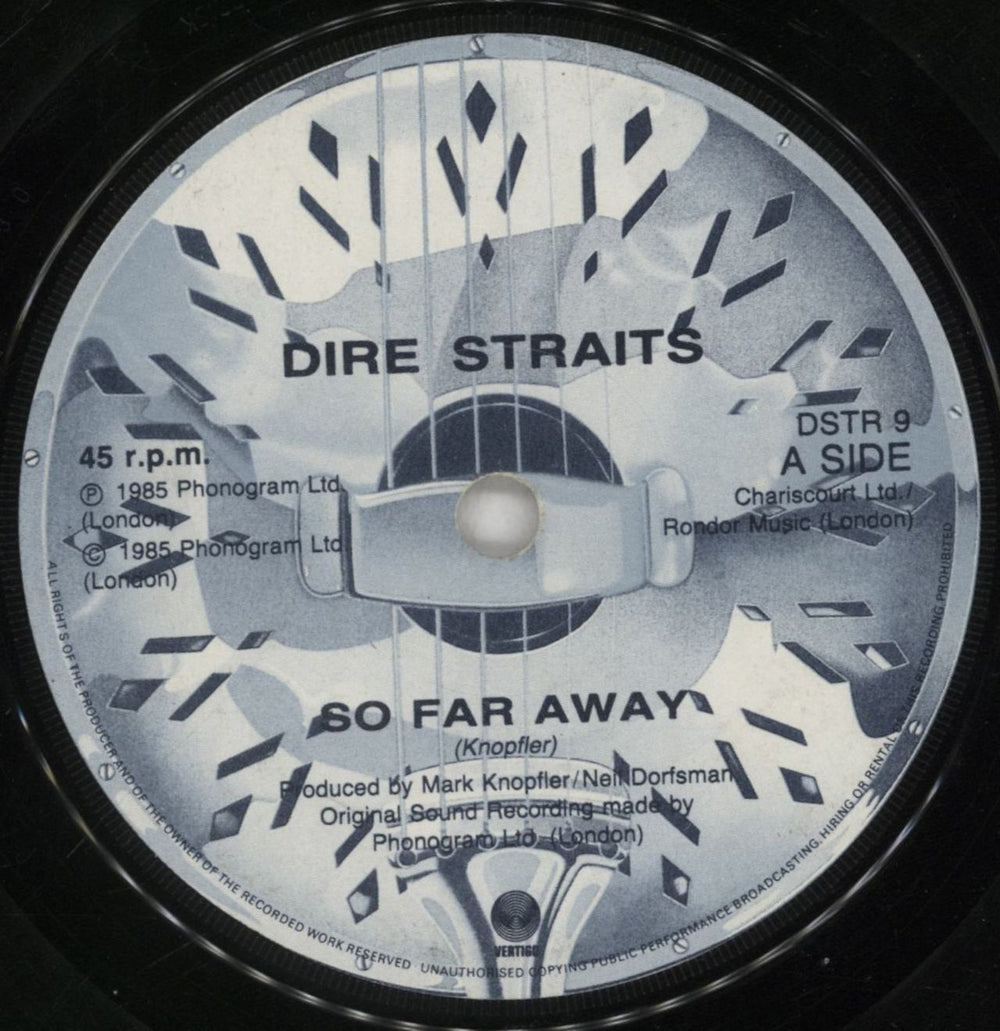 DIRE STRAITS
45 r.p.m.
Ⓟ 1985 Phonogram Ltd.
(London)
© 1985 Phonogram Ltd.
(London)
DSTR 9
A SIDE
Chariscourt Ltd./
Rondor Music (London)
SO FAR AWAY
(Knopfler)
Produced by Mark Knopfler/Neil Dorfsman
Original Sound Recording made by
Phonogram Ltd. (London)
VERTIGO
ALL RIGHTS OF THE PRODUCER AND OF THE OWNER OF THE RECORDED WORK RESERVED UNAUTHORISED COPYING PUBLIC PERFORMANCE BROADCASTING, HIRING OR RENTAL OF THIS RECORDING PROHIBITED